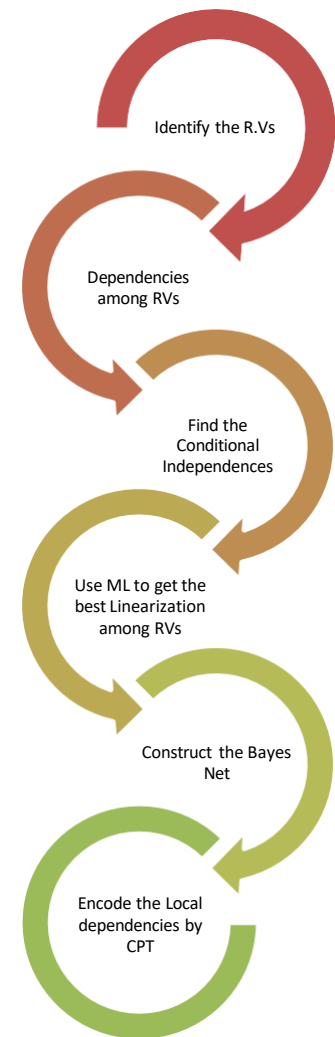 Identify the R.Vs
Dependencies
among RVs
Find the
Conditional
Independences
Use ML to get the
best Linearization
among RVs
Construct the Bayes
Net
Encode the Local
dependencies by
CPT